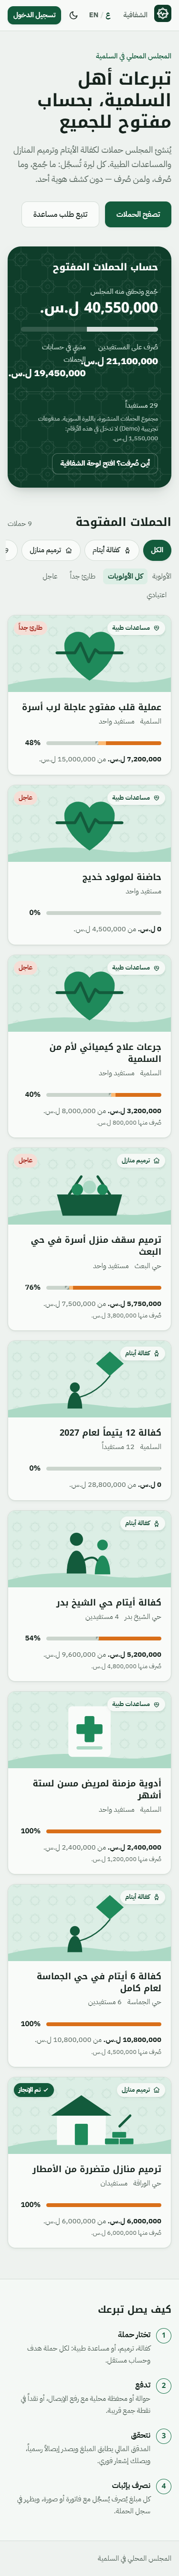 الشفافية
ع / EN
تسجيل الدخول
المجلس المحلي في السلمية
تبرعات أهل
السلمية، بحساب
مفتوح للجميع
يُنشئ المجلس حملات لكفالة الأيتام وترميم المنازل
والمساعدة الطبية. كل ليرة تُسجَّل: ما جُمع، وما
صُرف، ولمن صُرف — دون كشف هوية أحد.
تصفح الحملات
تتبع طلب مساعدة
حساب الحملات المفتوح
جُمع وتحقق منه المجلس
40,550,000 ل.س.
صُرف على المستفيدين
21,100,000 ل.س.
متبقٍ في حسابات الحملات
19,450,000 ل.س.
29 مستفيداً
مجموع الحملات المنشورة، بالليرة السورية. مدفوعات
تجريبية (Demo) لا تدخل في هذه الأرقام:
1,550,000 ل.س.
أين صُرفت؟ افتح لوحة الشفافية
الحملات المفتوحة
9 حملات
الكل
كفالة أيتام
ترميم منازل
الأولوية
كل الأولويات
طارئ جداً
عاجل
اعتيادي
مساعدات طبية
طارئ جداً
عملية قلب مفتوح عاجلة لرب أسرة
السلمية
مستفيد واحد
48%
7,200,000 ل.س. من 15,000,000 ل.س.
مساعدات طبية
عاجل
حاضنة لمولود خديج
مستفيد واحد
0%
0 ل.س. من 4,500,000 ل.س.
مساعدات طبية
عاجل
جرعات علاج كيميائي لأم من
السلمية
السلمية
مستفيد واحد
40%
3,200,000 ل.س. من 8,000,000 ل.س.
صُرف منها 800,000 ل.س.
ترميم منازل
عاجل
ترميم سقف منزل أسرة في حي
البعث
حي البعث
مستفيد واحد
76%
5,750,000 ل.س. من 7,500,000 ل.س.
صُرف منها 3,800,000 ل.س.
كفالة أيتام
كفالة 12 يتيماً لعام 2027
السلمية
12 مستفيداً
0%
0 ل.س. من 28,800,000 ل.س.
كفالة أيتام
كفالة أيتام حي الشيخ بدر
حي الشيخ بدر
4 مستفيدين
54%
5,200,000 ل.س. من 9,600,000 ل.س.
صُرف منها 4,800,000 ل.س.
مساعدات طبية
أدوية مزمنة لمريض مسن لستة
أشهر
السلمية
مستفيد واحد
100%
2,400,000 ل.س. من 2,400,000 ل.س.
صُرف منها 1,200,000 ل.س.
كفالة أيتام
كفالة 6 أيتام في حي الجماسة
لعام كامل
حي الجماسة
6 مستفيدين
100%
10,800,000 ل.س. من 10,800,000 ل.س.
صُرف منها 4,500,000 ل.س.
ترميم منازل
تم الإنجاز
ترميم منازل متضررة من الأمطار
حي الوراقة
مستفيدان
100%
6,000,000 ل.س. من 6,000,000 ل.س.
صُرف منها 6,000,000 ل.س.
كيف يصل تبرعك
1
تختار حملة
كفالة، ترميم، أو مساعدة طبية: لكل حملة هدف
وحساب مستقل.
2
تدفع
حوالة أو محفظة محلية مع رفع الإيصال، أو نقداً في
نقطة جمع قريبة.
3
نتحقق
المدقق المالي يطابق المبلغ ويصدر إيصالاً رسمياً،
ويصلك إشعار فوري.
4
نصرف بإثبات
كل مبلغ يُصرف يُسجَّل مع فاتورة أو صورة، ويظهر في
سجل الحملة.
المجلس المحلي في السلمية